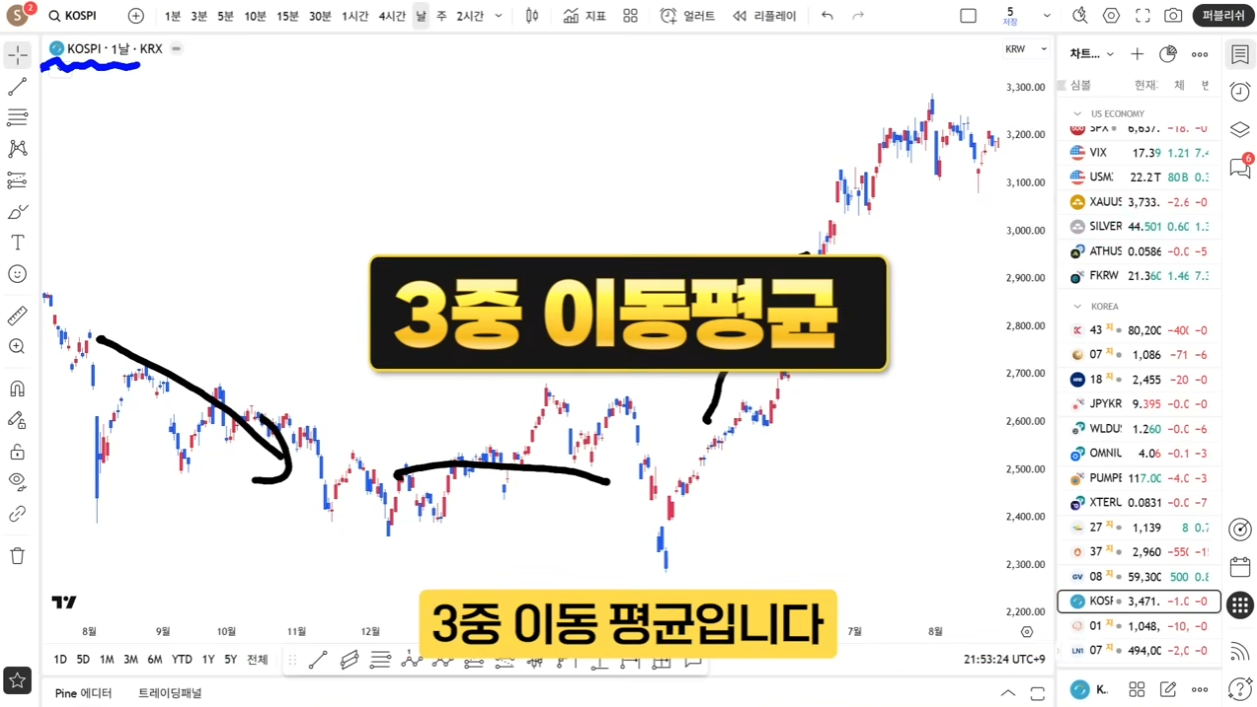 S 2 KOSPI 1분 3분 5분 10분 15분 30분 1시간 4시간 날 주 2시간 지표 얼러트 리플레이 5 저장 퍼블리쉬
KOSPI · 1날 · KRX
KRW
3,300.00
3,200.00
3,100.00
3,000.00
2,900.00
2,800.00
2,700.00
2,600.00
2,500.00
2,400.00
2,300.00
2,200.00
3중 이동평균
3중 이동 평균입니다
8월 9월 10월 11월 12월 7월 8월
1D 5D 1M 3M 6M YTD 1Y 5Y 전체
21:53:24 UTC+9
Pine 에디터 트레이딩패널
차트...
심볼 현재: 체
US ECONOMY
SPX 6,637. -18. -0
VIX 17.39 1.21 7.4
USM: 22.2T 80B 0.3
XAUUS 3,733. -2.6 -0
SILVER 44.501 0.60 1.3
ATHUS 0.0586 -0.0 -5
FKRW 21.360 1.46 7.3
KOREA
43 지 80,200 -400 -0
07 지 1,086 -71 -6
18 지 2,455 -20 -0
JPYKR 9.395 -0.0 -0
WLDU 1.260 -0.0 -6
OMNIU 4.06 -0.1 -3
PUMPE 117.00 -4.0 -3
XTERL 0.0831 -0.0 -7
27 지 1,139 8 0.7
37 지 2,960 -550 -1
08 지 59,300 500 0.8
KOSF 3,471. -1.0 -0
01 지 1,048, -10, -0
07 지 494,00 -2,0 -0
K.
6